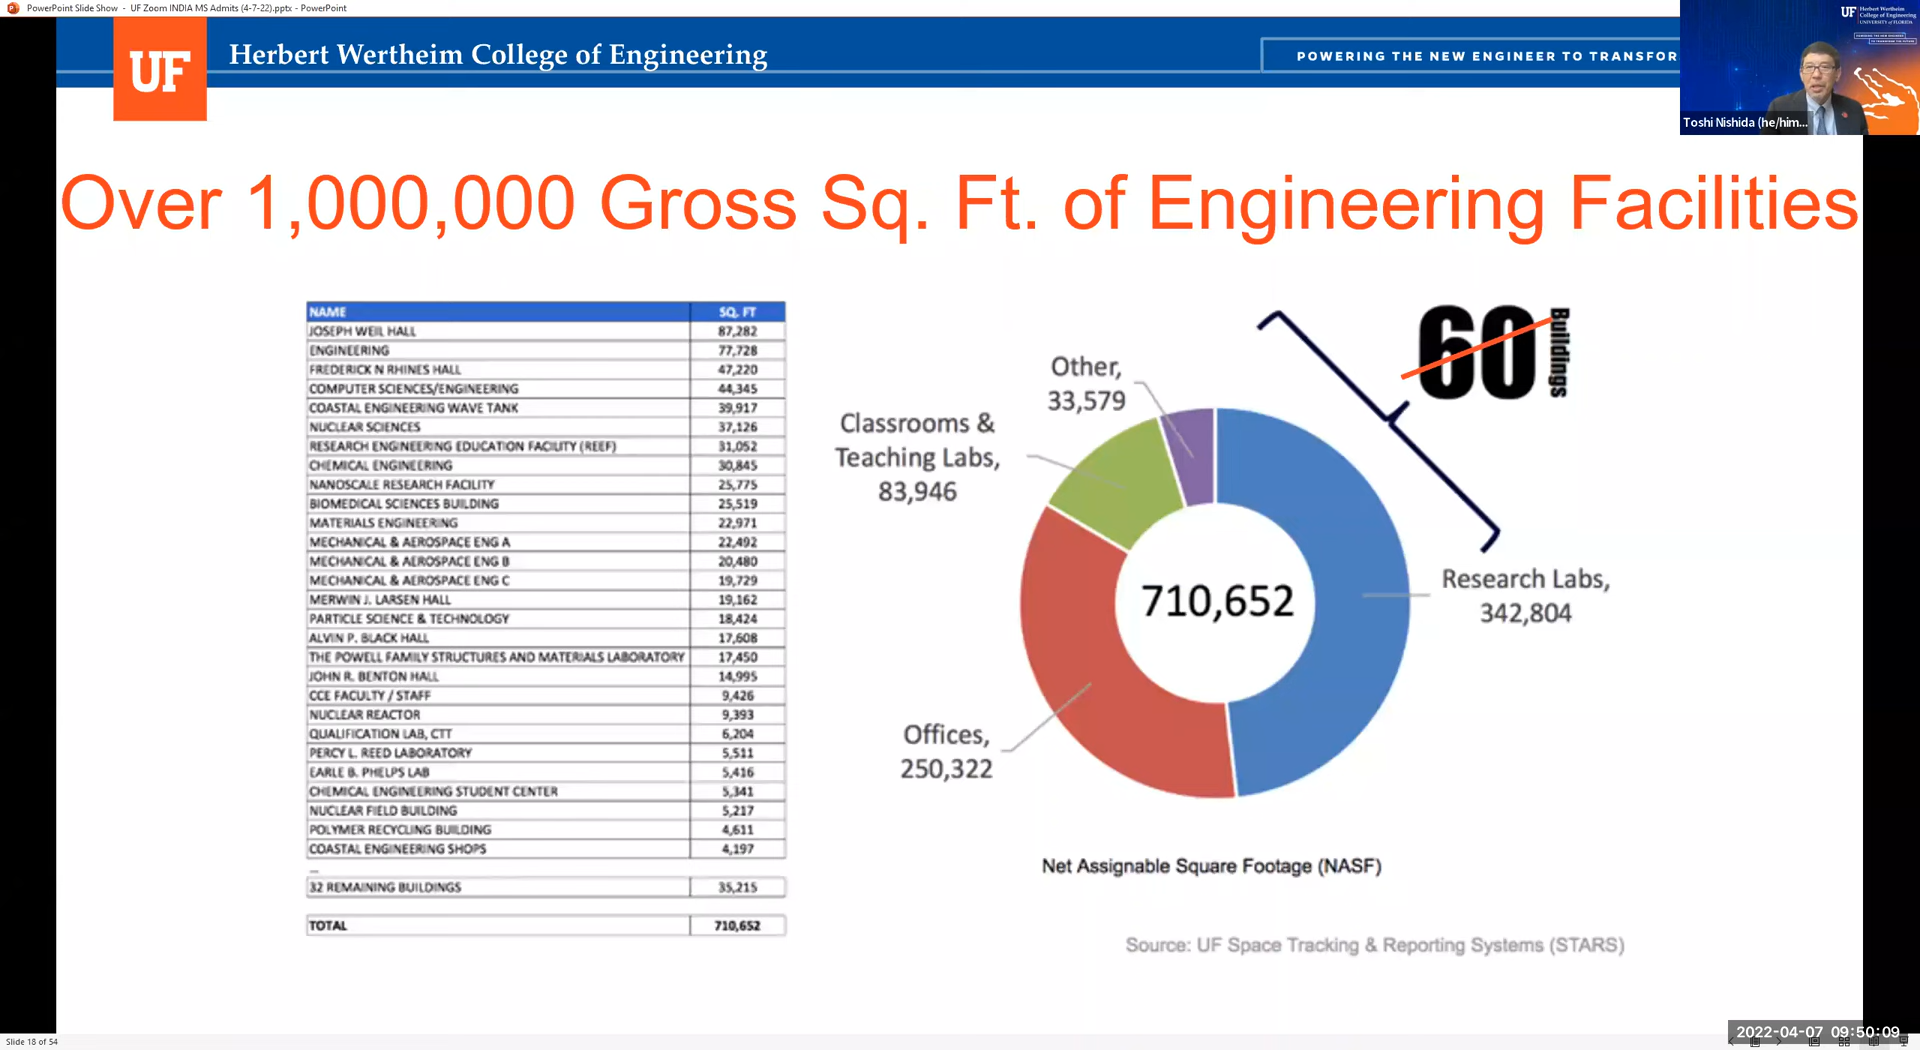 PowerPoint Slide Show - UF Zoom INDIA MS Admits (4-7-22).pptx - PowerPoint
UF
Herbert Wertheim College of Engineering
POWERING THE NEW ENGINEER TO TRANSFOR
UF Herbert Wertheim
College of Engineering
UNIVERSITY of FLORIDA
Toshi Nishida (he/him...
Over 1,000,000 Gross Sq. Ft. of Engineering Facilities
NAME SQ. FT
JOSEPH WEIL HALL 87,282
ENGINEERING 77,728
FREDERICK N RHINES HALL 47,220
COMPUTER SCIENCES/ENGINEERING 44,345
COASTAL ENGINEERING WAVE TANK 39,917
NUCLEAR SCIENCES 37,126
RESEARCH ENGINEERING EDUCATION FACILITY (REEF) 31,052
CHEMICAL ENGINEERING 30,845
NANOSCALE RESEARCH FACILITY 25,775
BIOMEDICAL SCIENCES BUILDING 25,519
MATERIALS ENGINEERING 22,971
MECHANICAL & AEROSPACE ENG A 22,492
MECHANICAL & AEROSPACE ENG B 20,480
MECHANICAL & AEROSPACE ENG C 19,729
MERWIN J. LARSEN HALL 19,162
PARTICLE SCIENCE & TECHNOLOGY 18,424
ALVIN P. BLACK HALL 17,608
THE POWELL FAMILY STRUCTURES AND MATERIALS LABORATORY 17,450
JOHN R. BENTON HALL 14,995
CCE FACULTY / STAFF 9,426
NUCLEAR REACTOR 9,393
QUALIFICATION LAB, CTT 6,204
PERCY L. REED LABORATORY 5,511
EARLE B. PHELPS LAB 5,416
CHEMICAL ENGINEERING STUDENT CENTER 5,341
NUCLEAR FIELD BUILDING 5,217
POLYMER RECYCLING BUILDING 4,611
COASTAL ENGINEERING SHOPS 4,197
...
32 REMAINING BUILDINGS 35,215
TOTAL 710,652
60 Buildings
Other,
33,579
Classrooms &
Teaching Labs,
83,946
710,652
Research Labs,
342,804
Offices,
250,322
Net Assignable Square Footage (NASF)
Source: UF Space Tracking & Reporting Systems (STARS)
Slide 18 of 54
2022-04-07 09:50:09